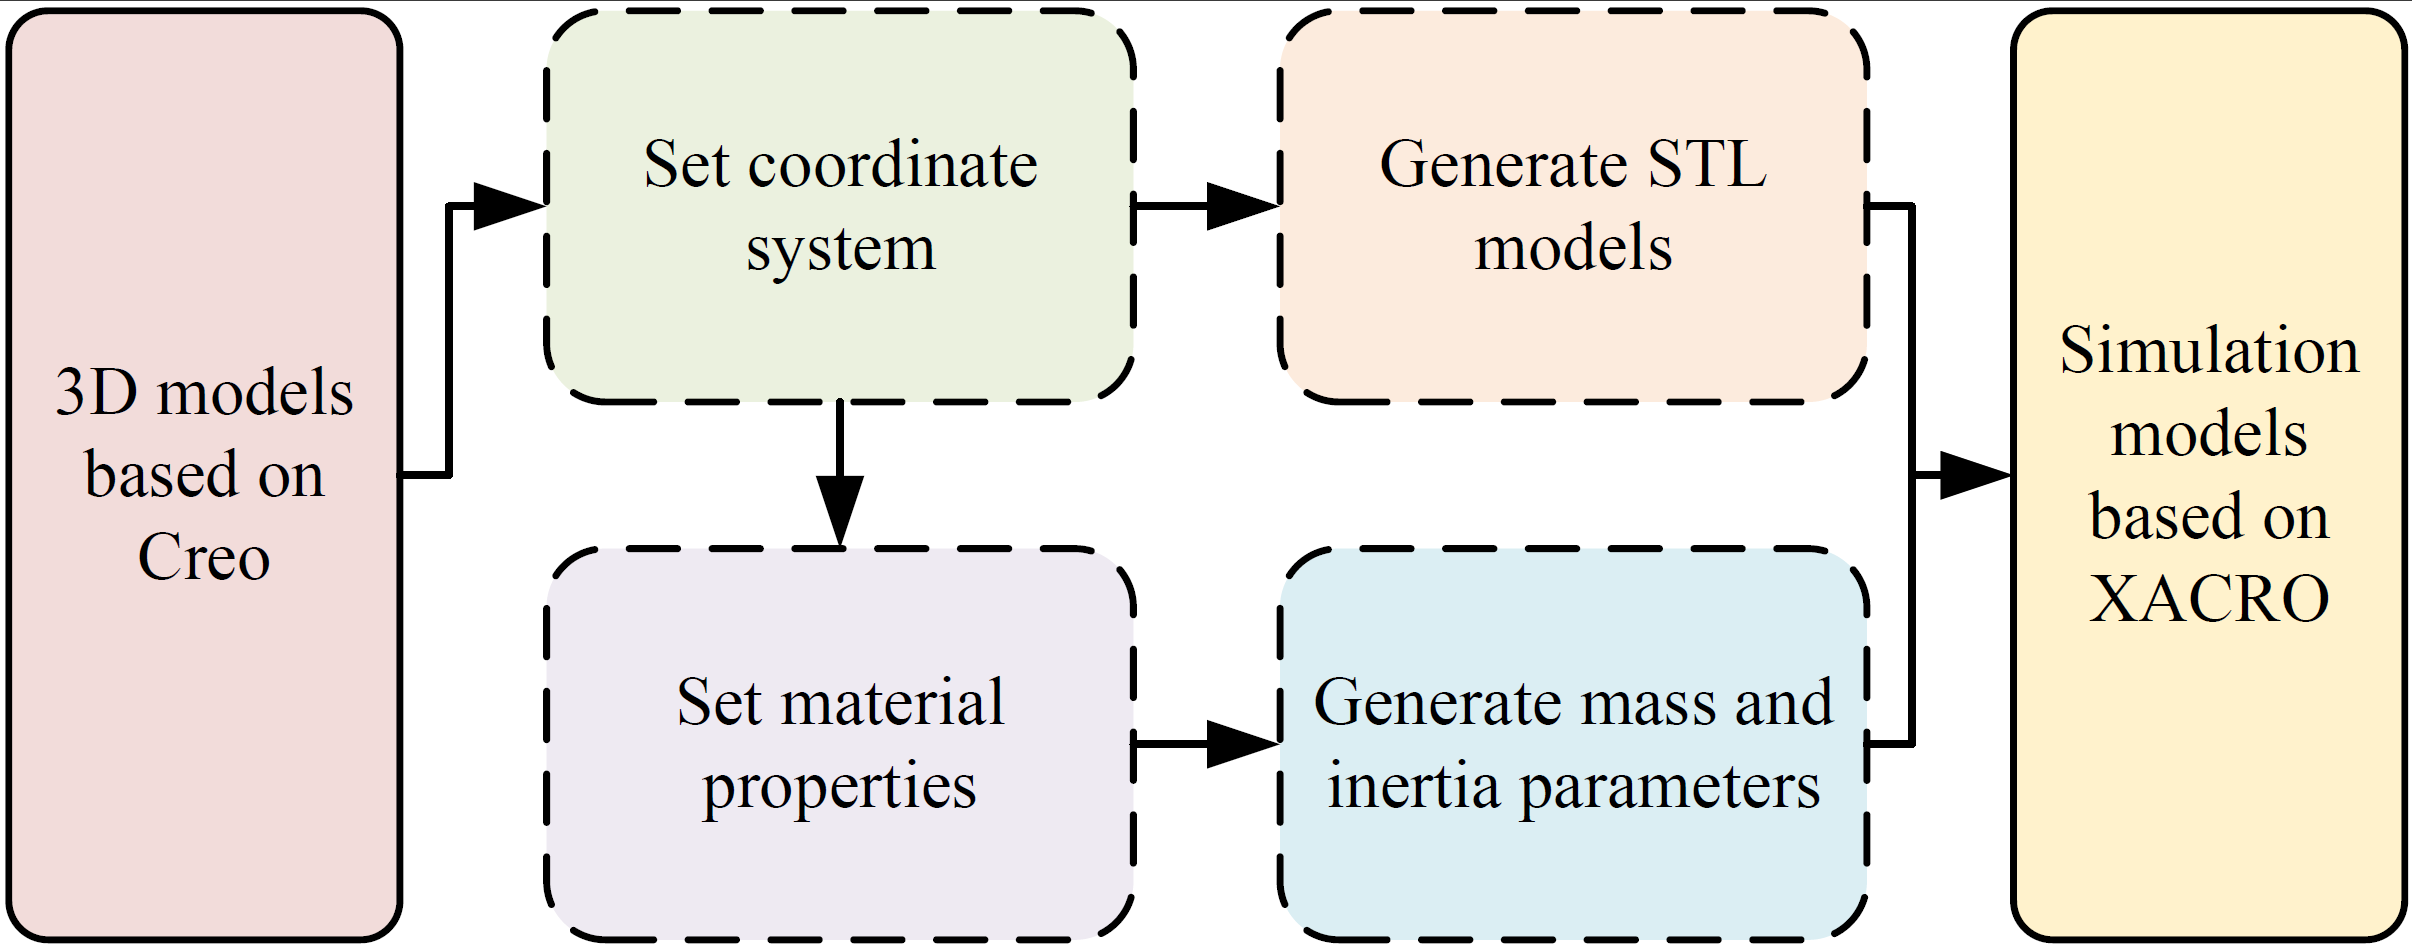 3D models
based on
Creo
Set coordinate
system
Generate STL
models
Set material
properties
Generate mass and
inertia parameters
Simulation
models
based on
XACRO